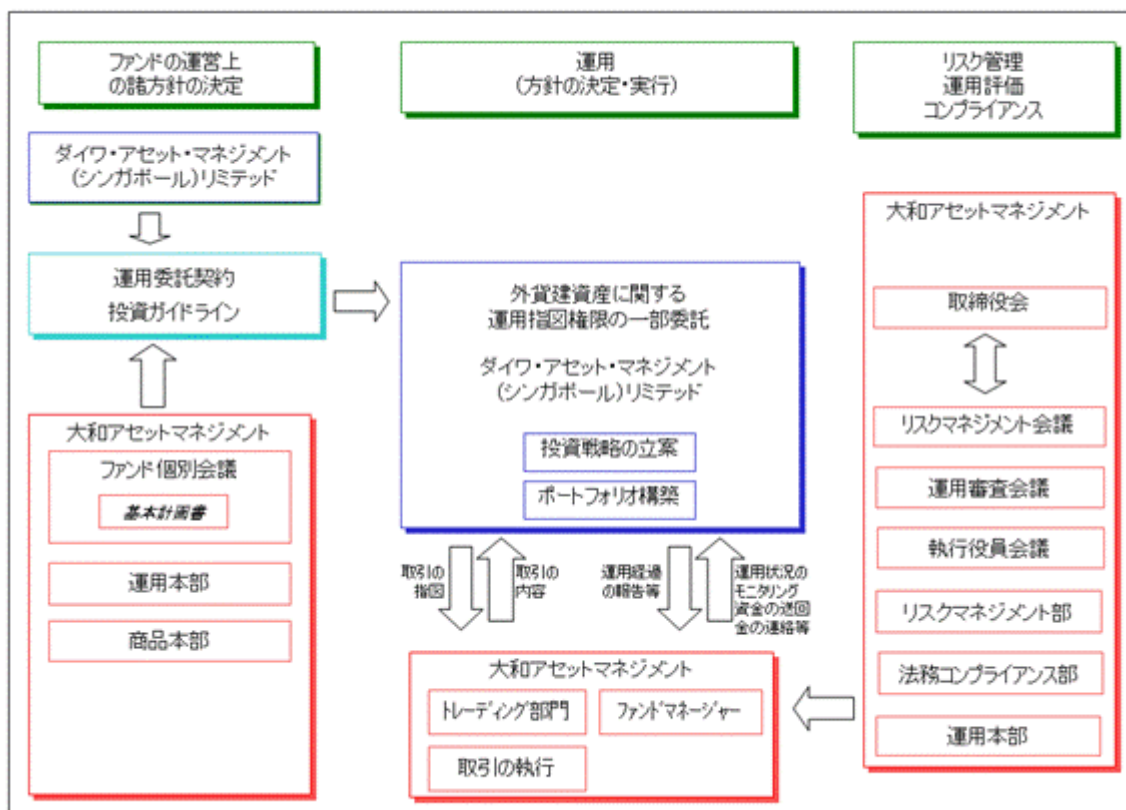 ファンドの運営上
の諸方針の決定
運用
(方針の決定・実行)
リスク管理
運用評価
コンプライアンス
ダイワ・アセット・マネジメント
(シンガポール)リミテッド
運用委託契約
投資ガイドライン
大和アセットマネジメント
ファンド個別会議
基本計画書
運用本部
商品本部
外貨建資産に関する
運用指図権限の一部委託
ダイワ・アセット・マネジメント
(シンガポール)リミテッド
投資戦略の立案
ポートフォリオ構築
取引の
指図
取引の
内容
運用経過
の報告等
運用状況の
モニタリング
資金の送回
金の連絡等
大和アセットマネジメント
トレーディング部門
ファンドマネージャー
取引の執行
大和アセットマネジメント
取締役会
リスクマネジメント会議
運用審査会議
執行役員会議
リスクマネジメント部
法務コンプライアンス部
運用本部